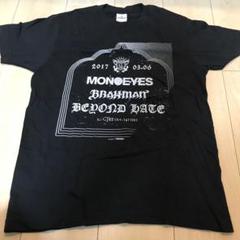 2017 03.06
MONOEYES
BRAHMAN
BEYOND HATE